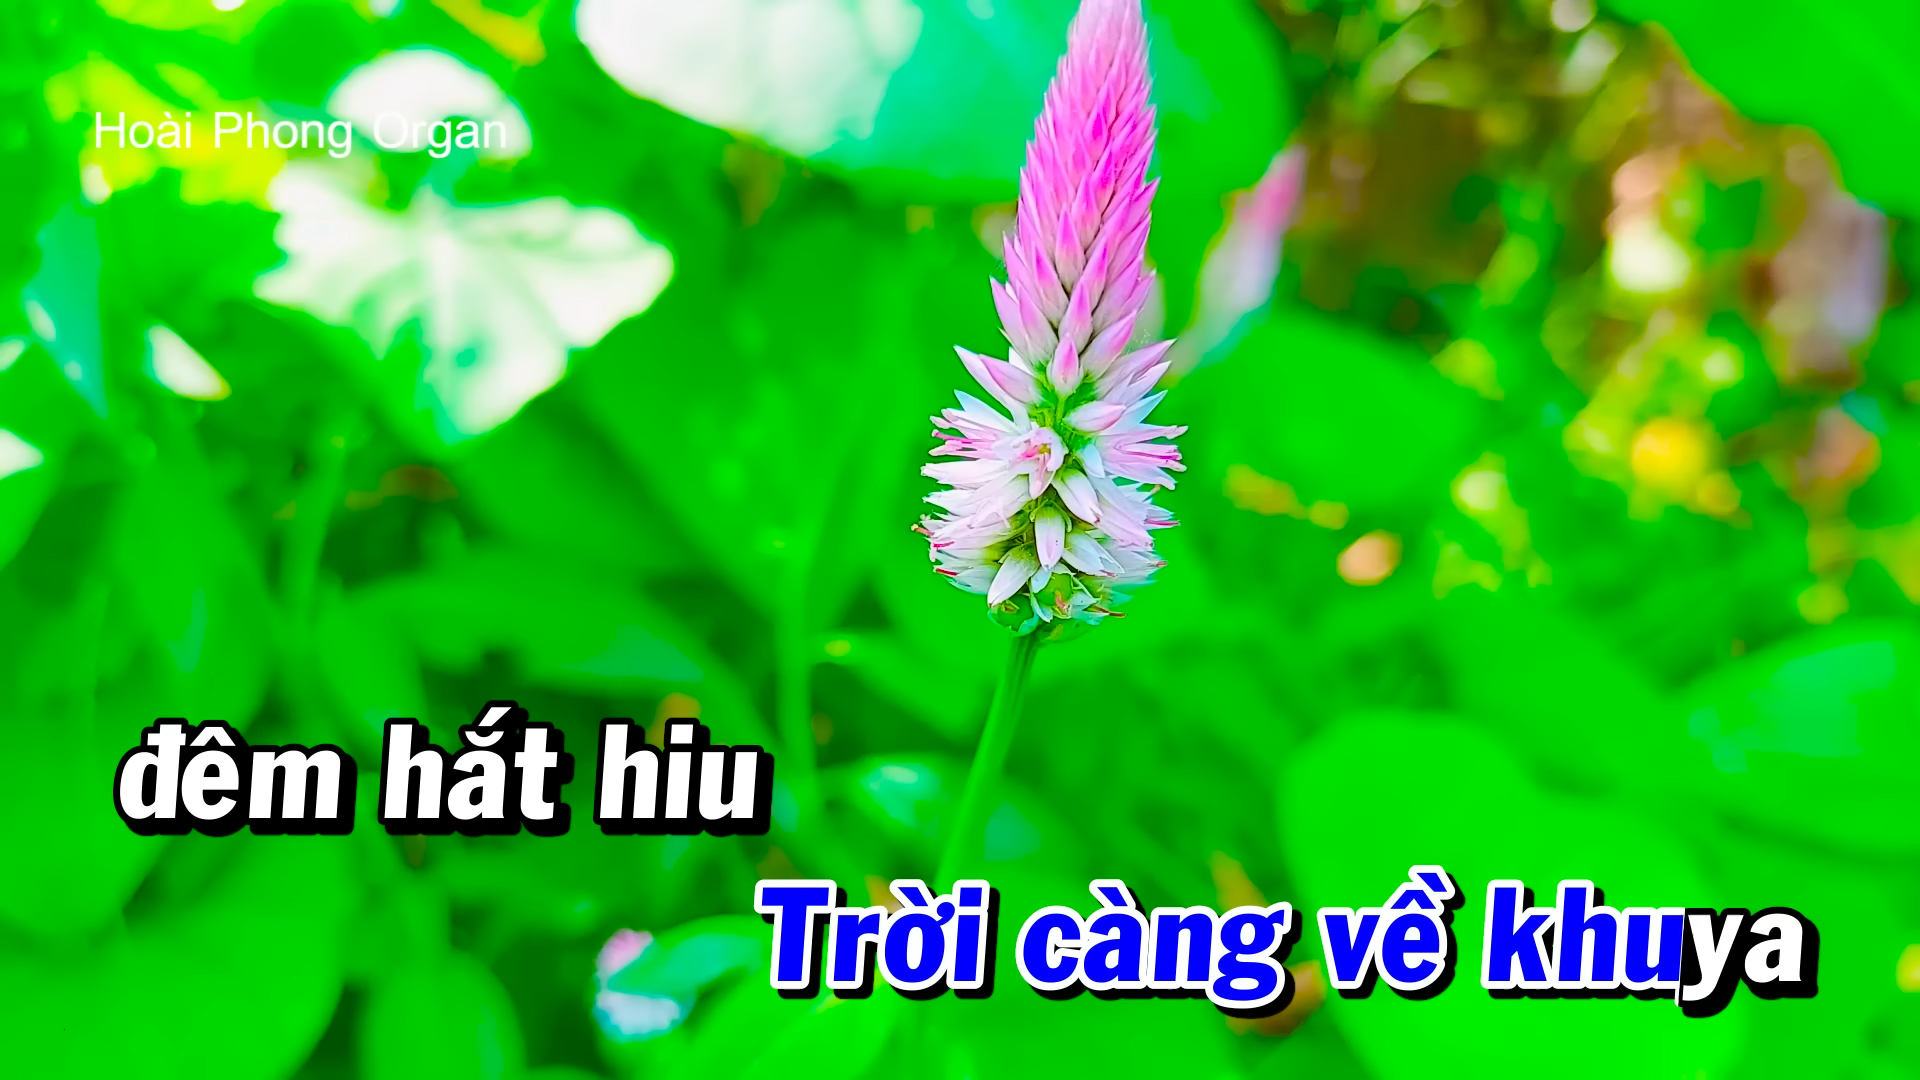 Hoài Phong Organ
đêm hắt hiu
Trời càng về khuya